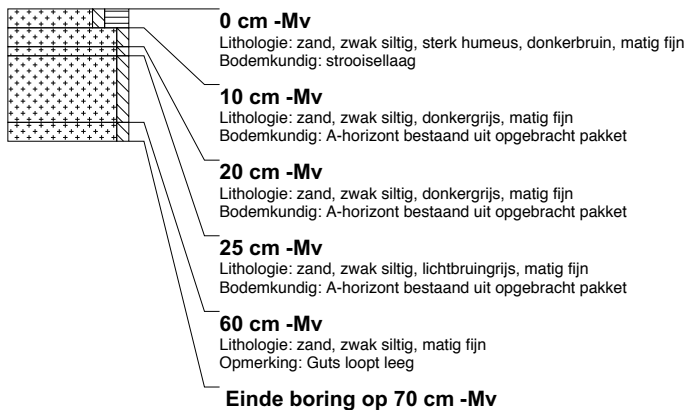 0 cm -Mv
Lithologie: zand, zwak siltig, sterk humeus, donkerbruin, matig fijn
Bodemkundig: strooisellaag
10 cm -Mv
Lithologie: zand, zwak siltig, donkergrijs, matig fijn
Bodemkundig: A-horizont bestaand uit opgebracht pakket
20 cm -Mv
Lithologie: zand, zwak siltig, donkergrijs, matig fijn
Bodemkundig: A-horizont bestaand uit opgebracht pakket
25 cm -Mv
Lithologie: zand, zwak siltig, lichtbruingrijs, matig fijn
Bodemkundig: A-horizont bestaand uit opgebracht pakket
60 cm -Mv
Lithologie: zand, zwak siltig, matig fijn
Opmerking: Guts loopt leeg
Einde boring op 70 cm -Mv